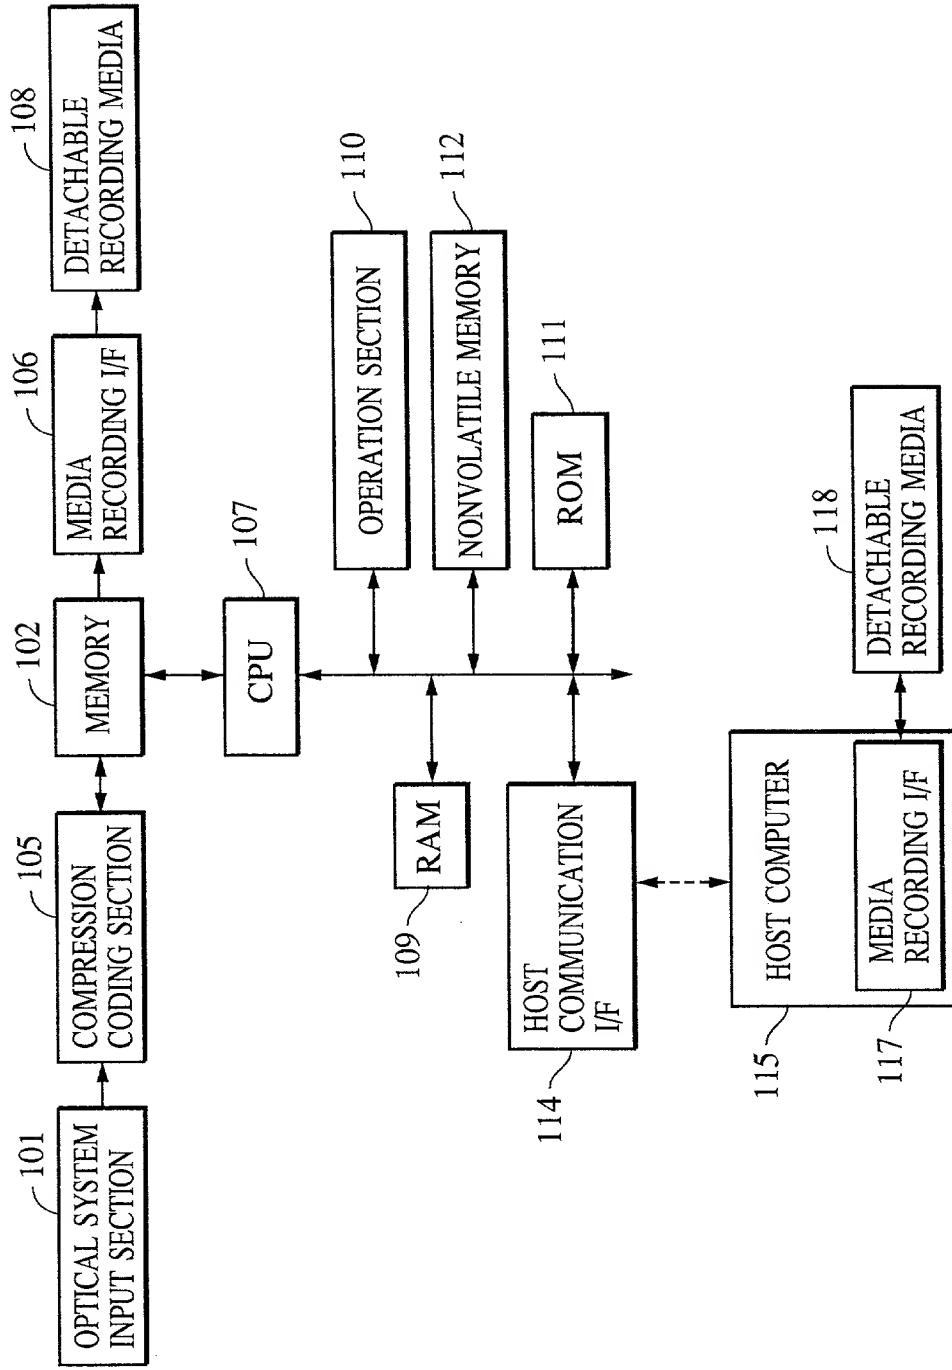 101
OPTICAL SYSTEM
INPUT SECTION
105
COMPRESSION
CODING SECTION
102
MEMORY
106
MEDIA
RECORDING I/F
108
DETACHABLE
RECORDING MEDIA
CPU
107
OPERATION SECTION
110
RAM
109
NONVOLATILE MEMORY
112
HOST
COMMUNICATION
I/F
114
ROM
111
HOST COMPUTER
115
MEDIA
RECORDING I/F
117
118
DETACHABLE
RECORDING MEDIA